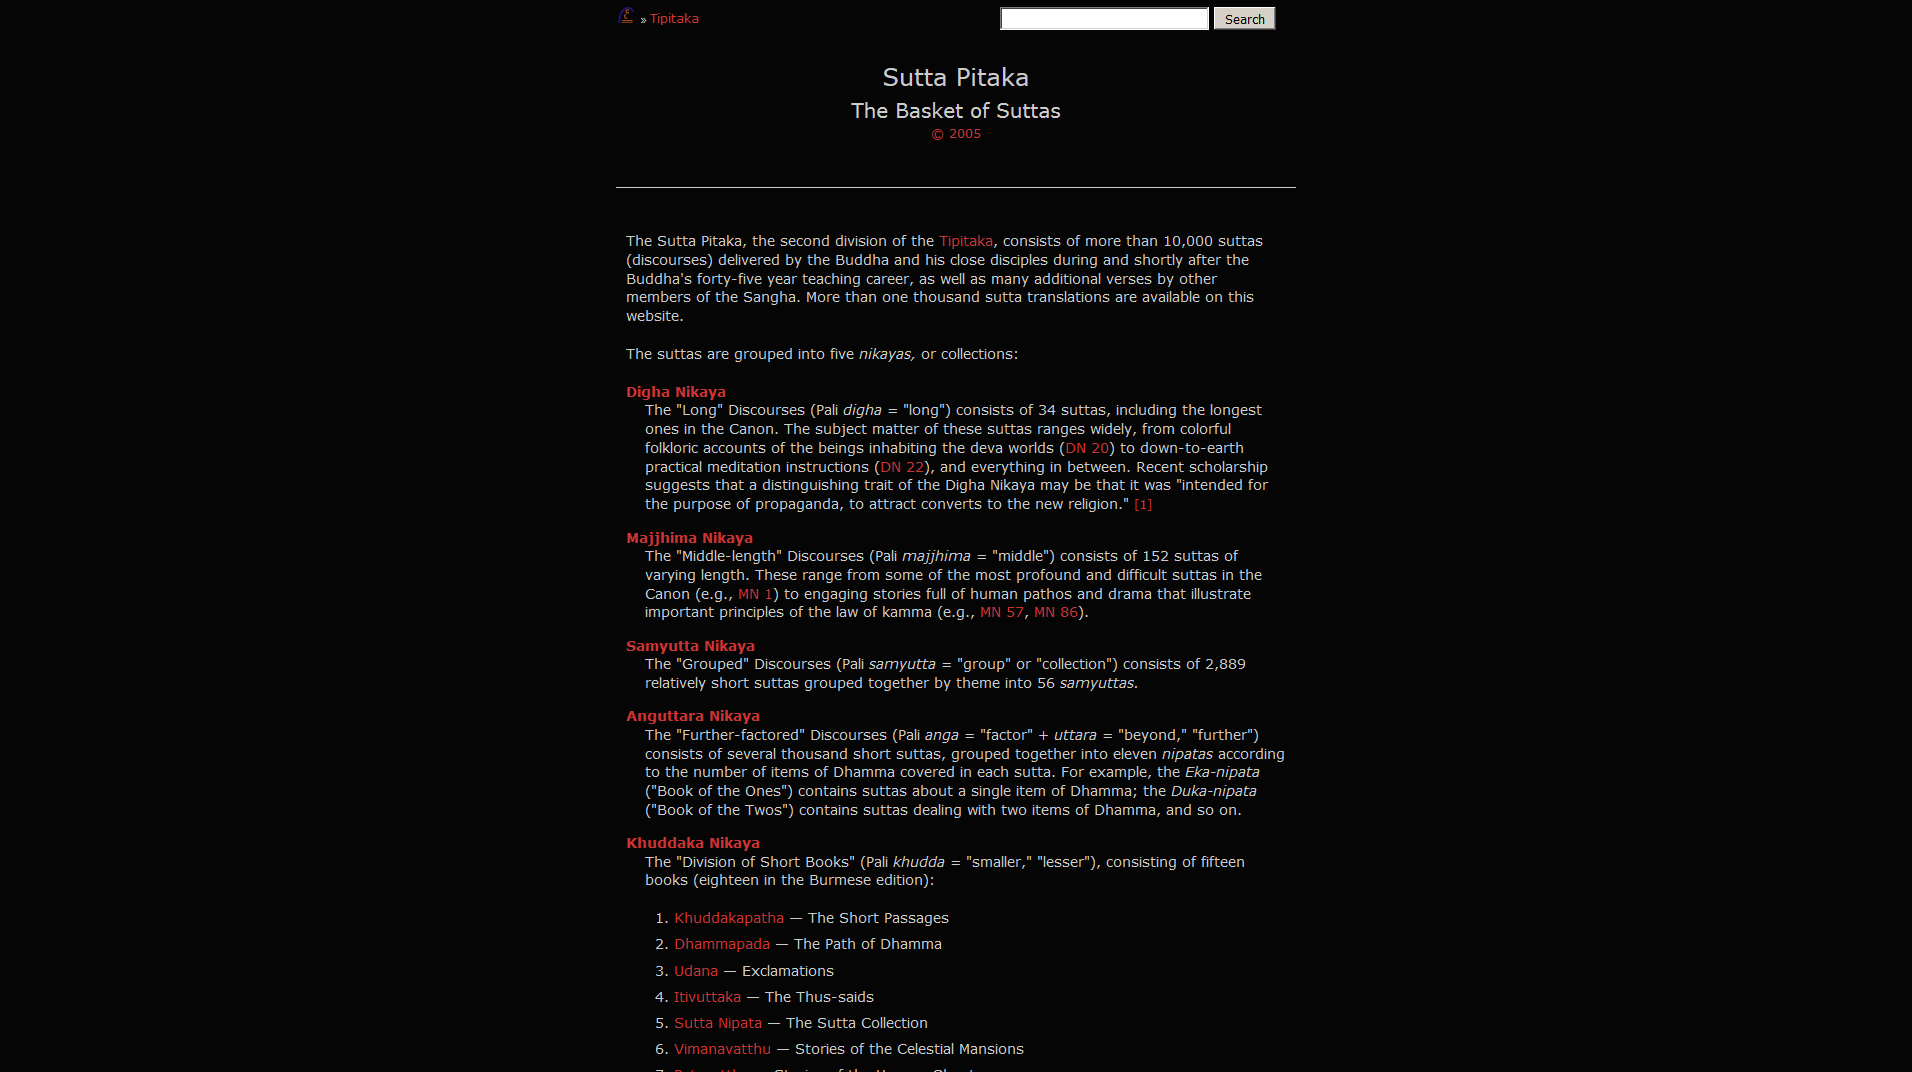 » Tipitaka
Search
Sutta Pitaka
The Basket of Suttas
© 2005
The Sutta Pitaka, the second division of the Tipitaka, consists of more than 10,000 suttas
(discourses) delivered by the Buddha and his close disciples during and shortly after the
Buddha's forty-five year teaching career, as well as many additional verses by other
members of the Sangha. More than one thousand sutta translations are available on this
website.
The suttas are grouped into five nikayas, or collections:
Digha Nikaya
The "Long" Discourses (Pali digha = "long") consists of 34 suttas, including the longest
ones in the Canon. The subject matter of these suttas ranges widely, from colorful
folkloric accounts of the beings inhabiting the deva worlds (DN 20) to down-to-earth
practical meditation instructions (DN 22), and everything in between. Recent scholarship
suggests that a distinguishing trait of the Digha Nikaya may be that it was "intended for
the purpose of propaganda, to attract converts to the new religion." [1]
Majjhima Nikaya
The "Middle-length" Discourses (Pali majjhima = "middle") consists of 152 suttas of
varying length. These range from some of the most profound and difficult suttas in the
Canon (e.g., MN 1) to engaging stories full of human pathos and drama that illustrate
important principles of the law of kamma (e.g., MN 57, MN 86).
Samyutta Nikaya
The "Grouped" Discourses (Pali samyutta = "group" or "collection") consists of 2,889
relatively short suttas grouped together by theme into 56 samyuttas.
Anguttara Nikaya
The "Further-factored" Discourses (Pali anga = "factor" + uttara = "beyond," "further")
consists of several thousand short suttas, grouped together into eleven nipatas according
to the number of items of Dhamma covered in each sutta. For example, the Eka-nipata
("Book of the Ones") contains suttas about a single item of Dhamma; the Duka-nipata
("Book of the Twos") contains suttas dealing with two items of Dhamma, and so on.
Khuddaka Nikaya
The "Division of Short Books" (Pali khudda = "smaller," "lesser"), consisting of fifteen
books (eighteen in the Burmese edition):
1. Khuddakapatha — The Short Passages
2. Dhammapada — The Path of Dhamma
3. Udana — Exclamations
4. Itivuttaka — The Thus-saids
5. Sutta Nipata — The Sutta Collection
6. Vimanavatthu — Stories of the Celestial Mansions